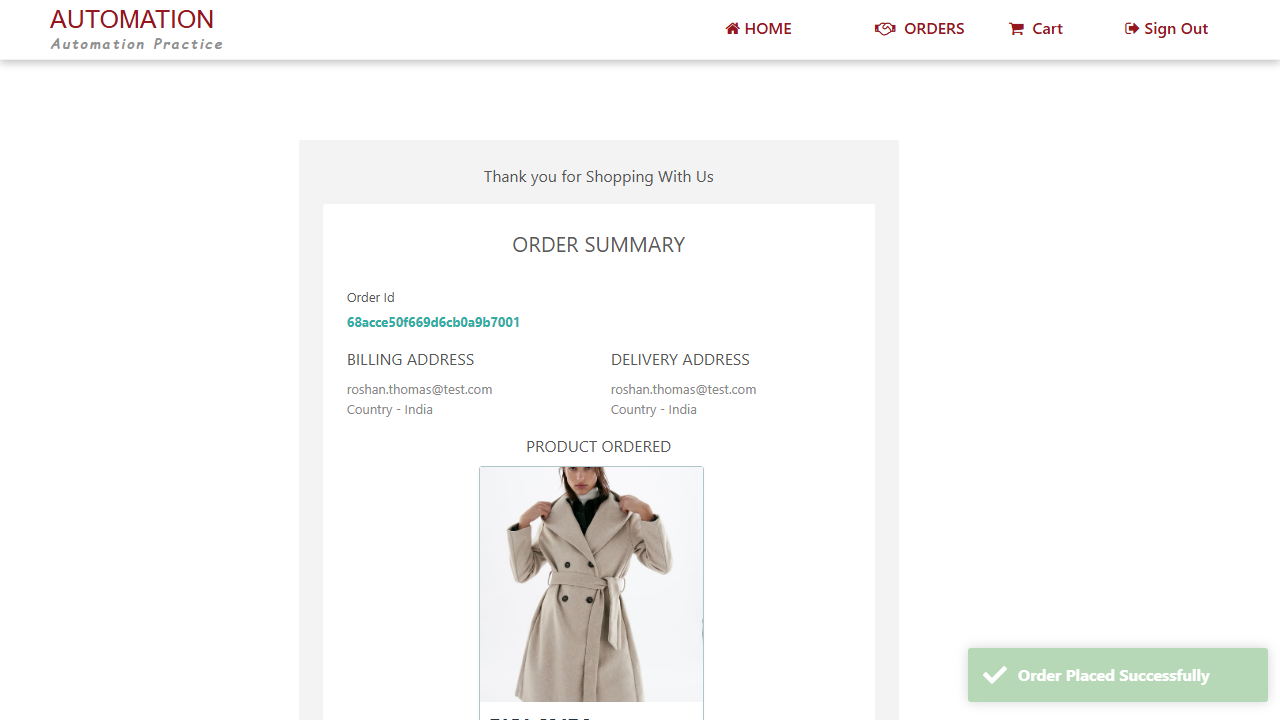 AUTOMATION
Automation Practice
HOME
ORDERS
Cart
Sign Out
Thank you for Shopping With Us
ORDER SUMMARY
Order Id
68acce50f669d6cb0a9b7001
BILLING ADDRESS
roshan.thomas@test.com
Country - India
DELIVERY ADDRESS
roshan.thomas@test.com
Country - India
PRODUCT ORDERED
Order Placed Successfully